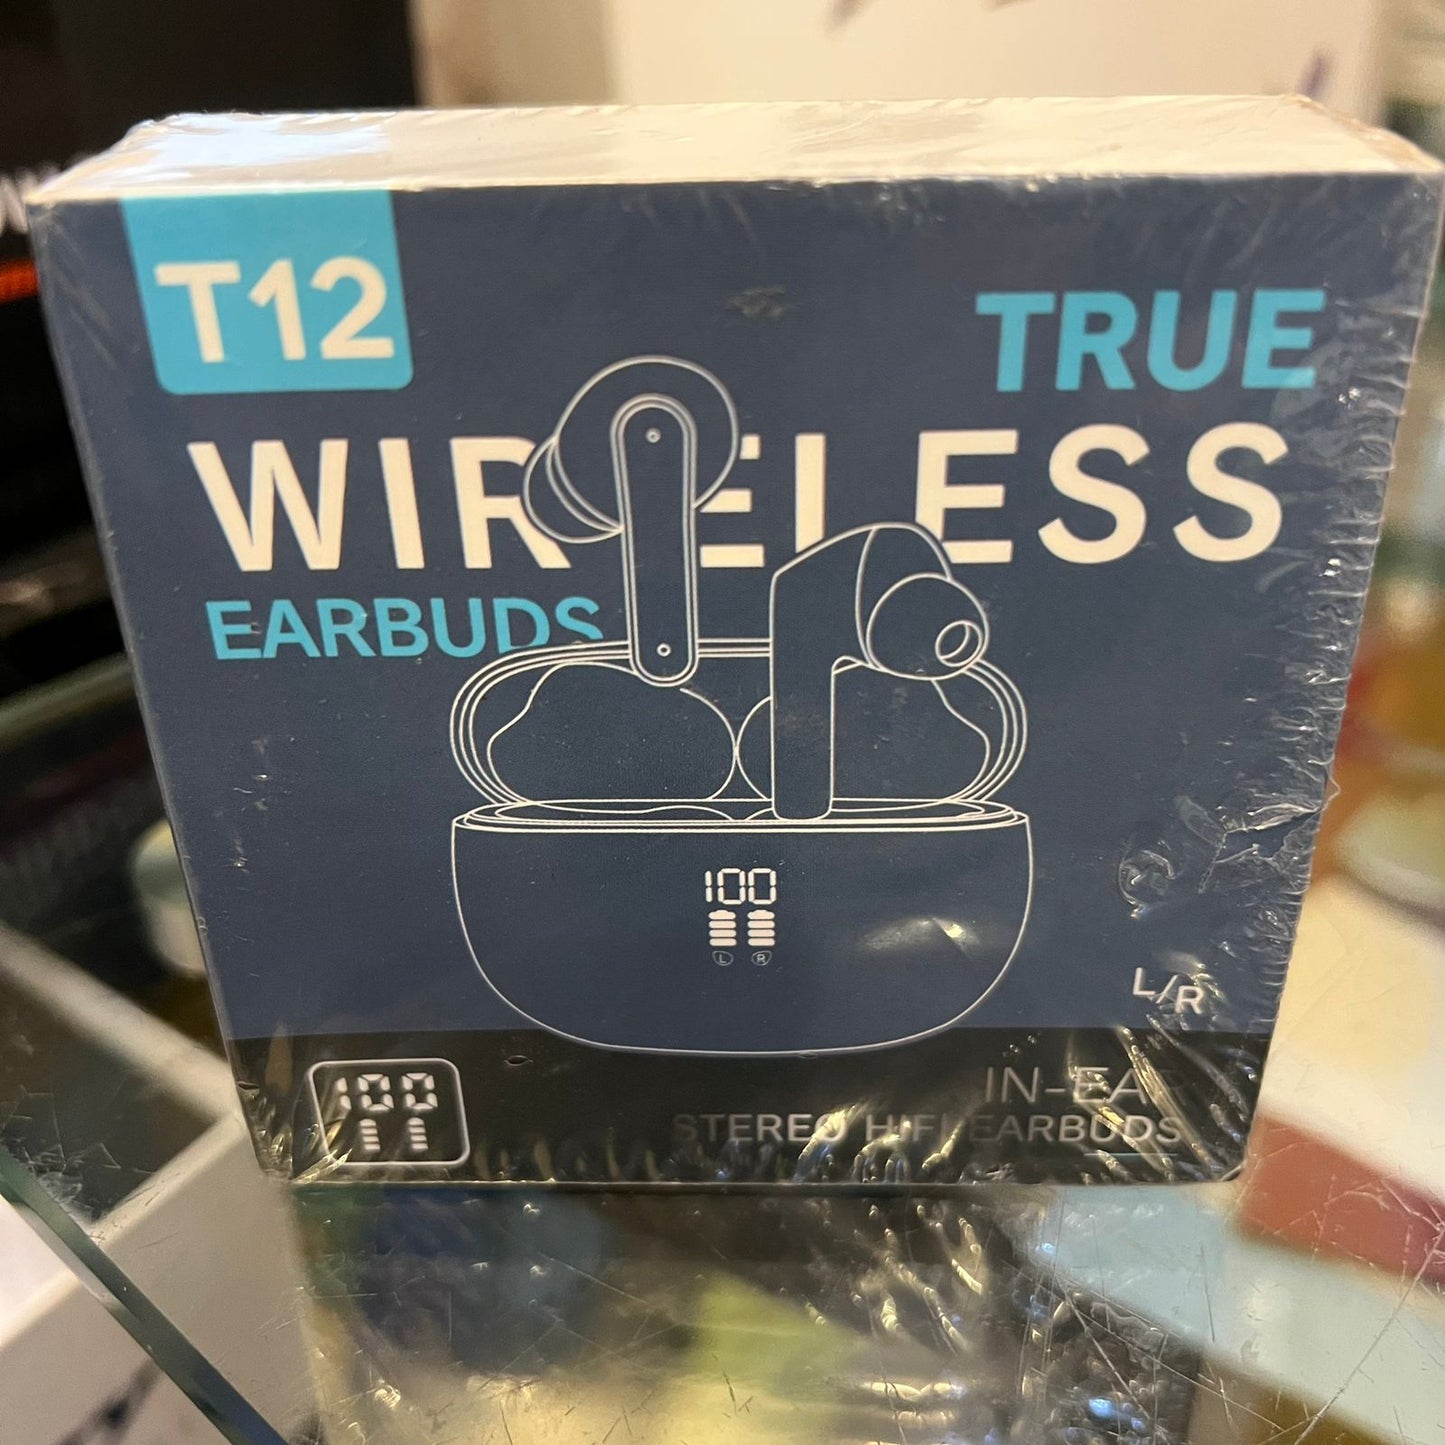 T12
TRUE
WIRELESS
EARBUDS
100
L R
L/R
100
IN-EAR
STEREO HIFI EARBUDS